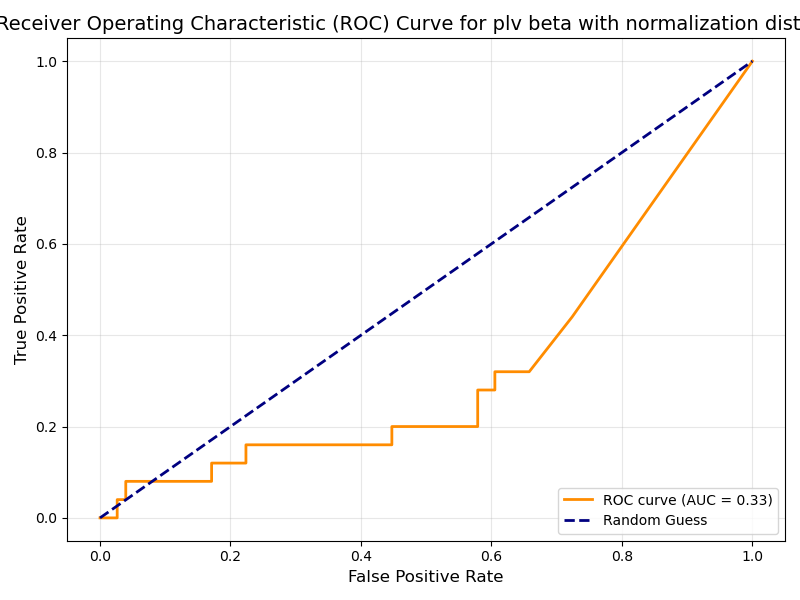 Receiver Operating Characteristic (ROC) Curve for plv beta with normalization dist
1.0
0.8
0.6
0.4
0.2
0.0
True Positive Rate
0.0 0.2 0.4 0.6 0.8 1.0
False Positive Rate
ROC curve (AUC = 0.33)
Random Guess